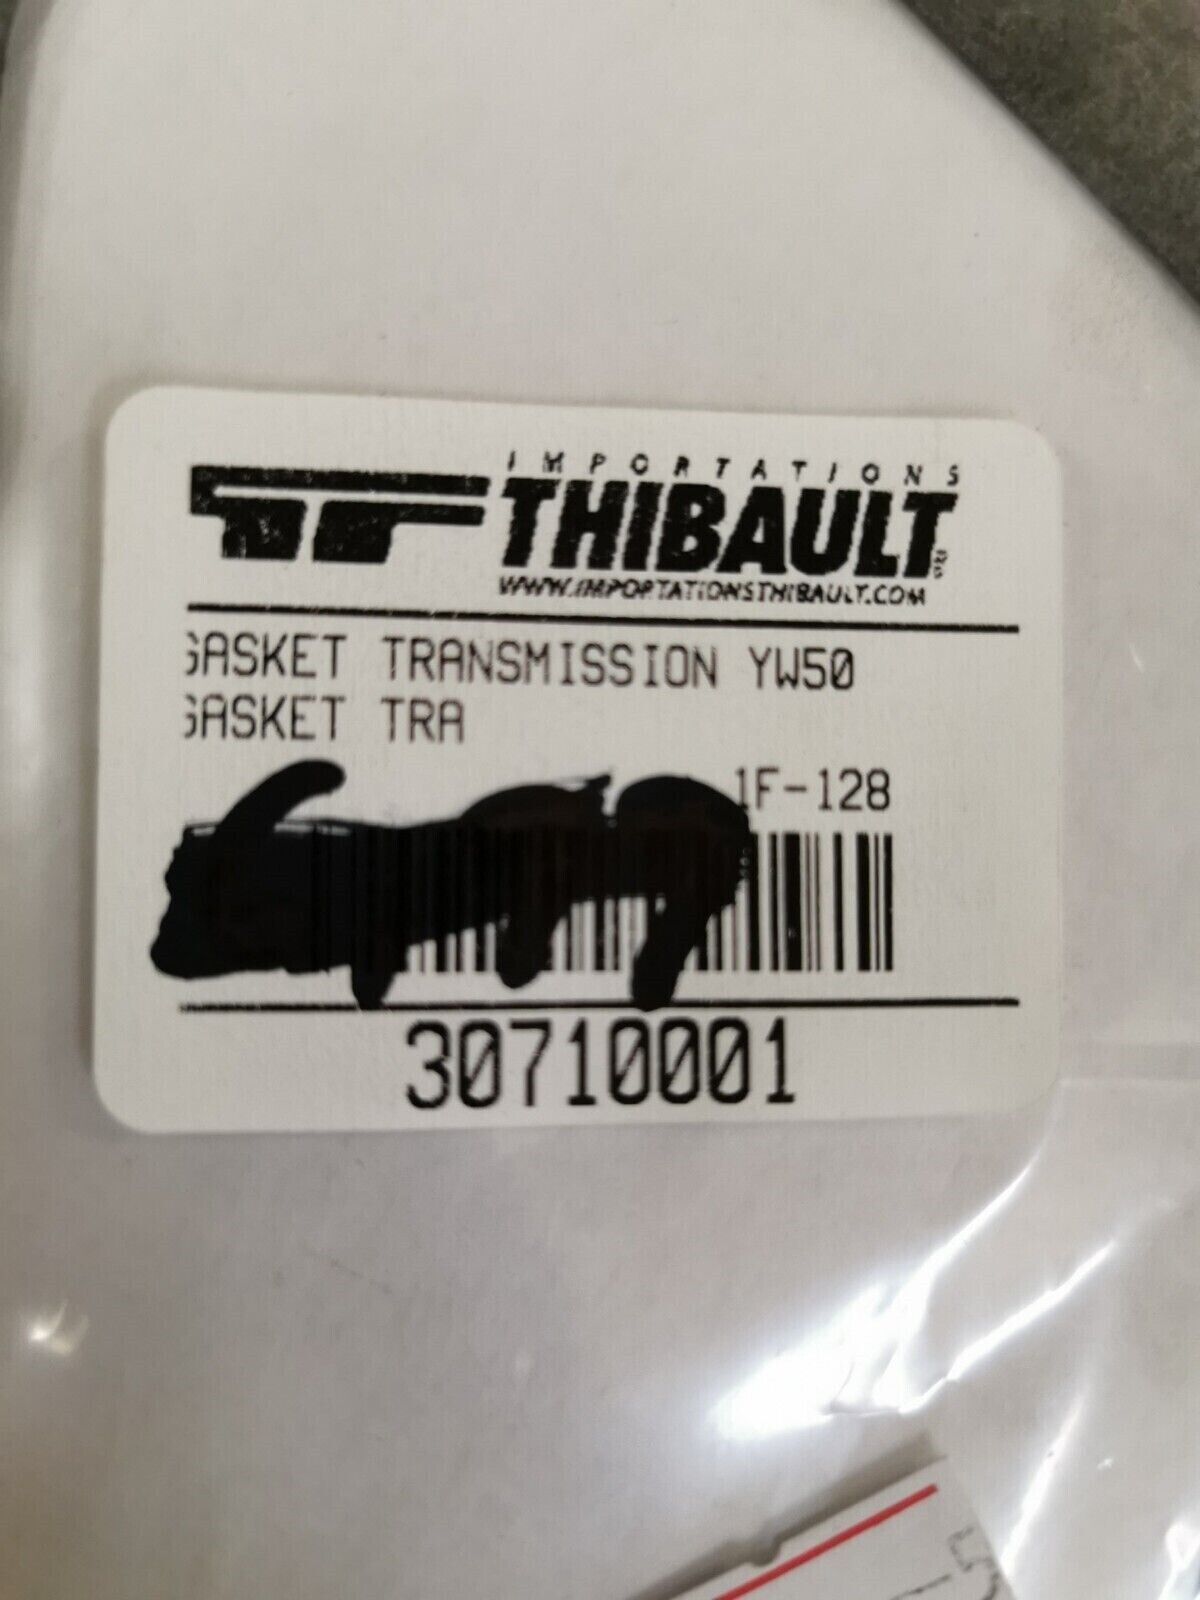 IMPORTATIONS
THIBAULT
WWW.IMPORTATIONSTHIBAULT.COM
GASKET TRANSMISSION YW50
GASKET TRA
1F-128
30710001